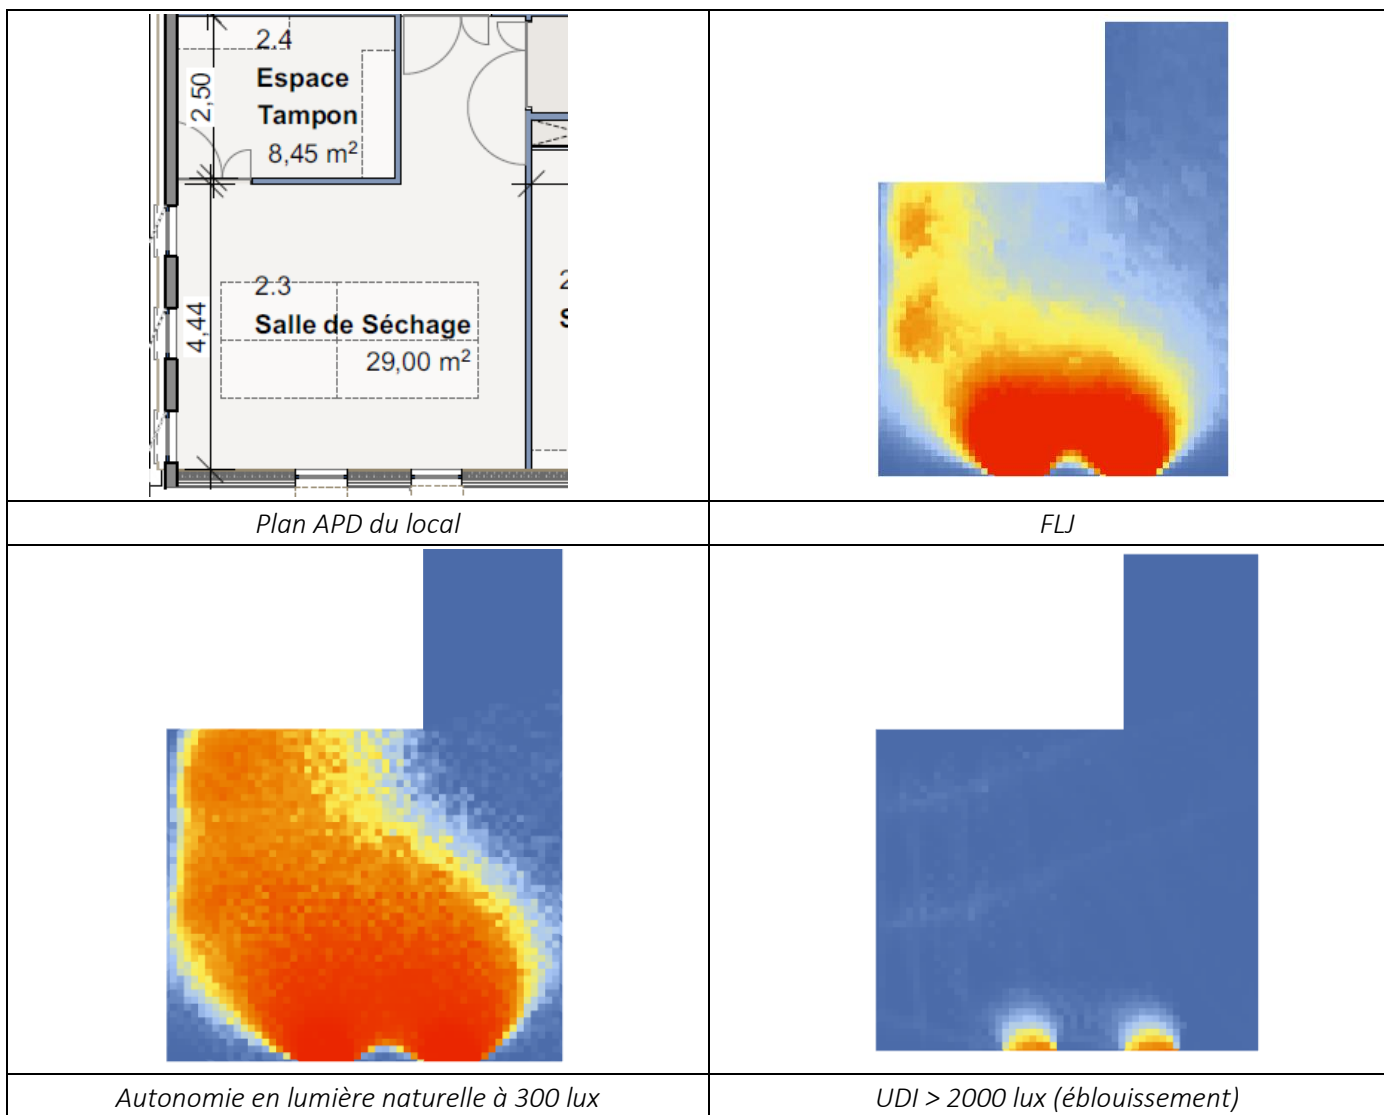 2.4
Espace
Tampon
8,45 m²
2,50
4,44
2.3
Salle de Séchage
29,00 m²
2
S
Plan APD du local
FLJ
Autonomie en lumière naturelle à 300 lux
UDI > 2000 lux (éblouissement)